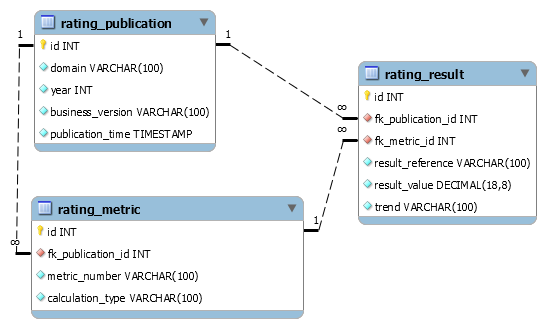 rating_publication
id INT
domain VARCHAR(100)
year INT
business_version VARCHAR(100)
publication_time TIMESTAMP
1
1
rating_result
id INT
fk_publication_id INT
fk_metric_id INT
result_reference VARCHAR(100)
result_value DECIMAL(18,8)
trend VARCHAR(100)
∞
∞
rating_metric
id INT
fk_publication_id INT
metric_number VARCHAR(100)
calculation_type VARCHAR(100)
1
∞